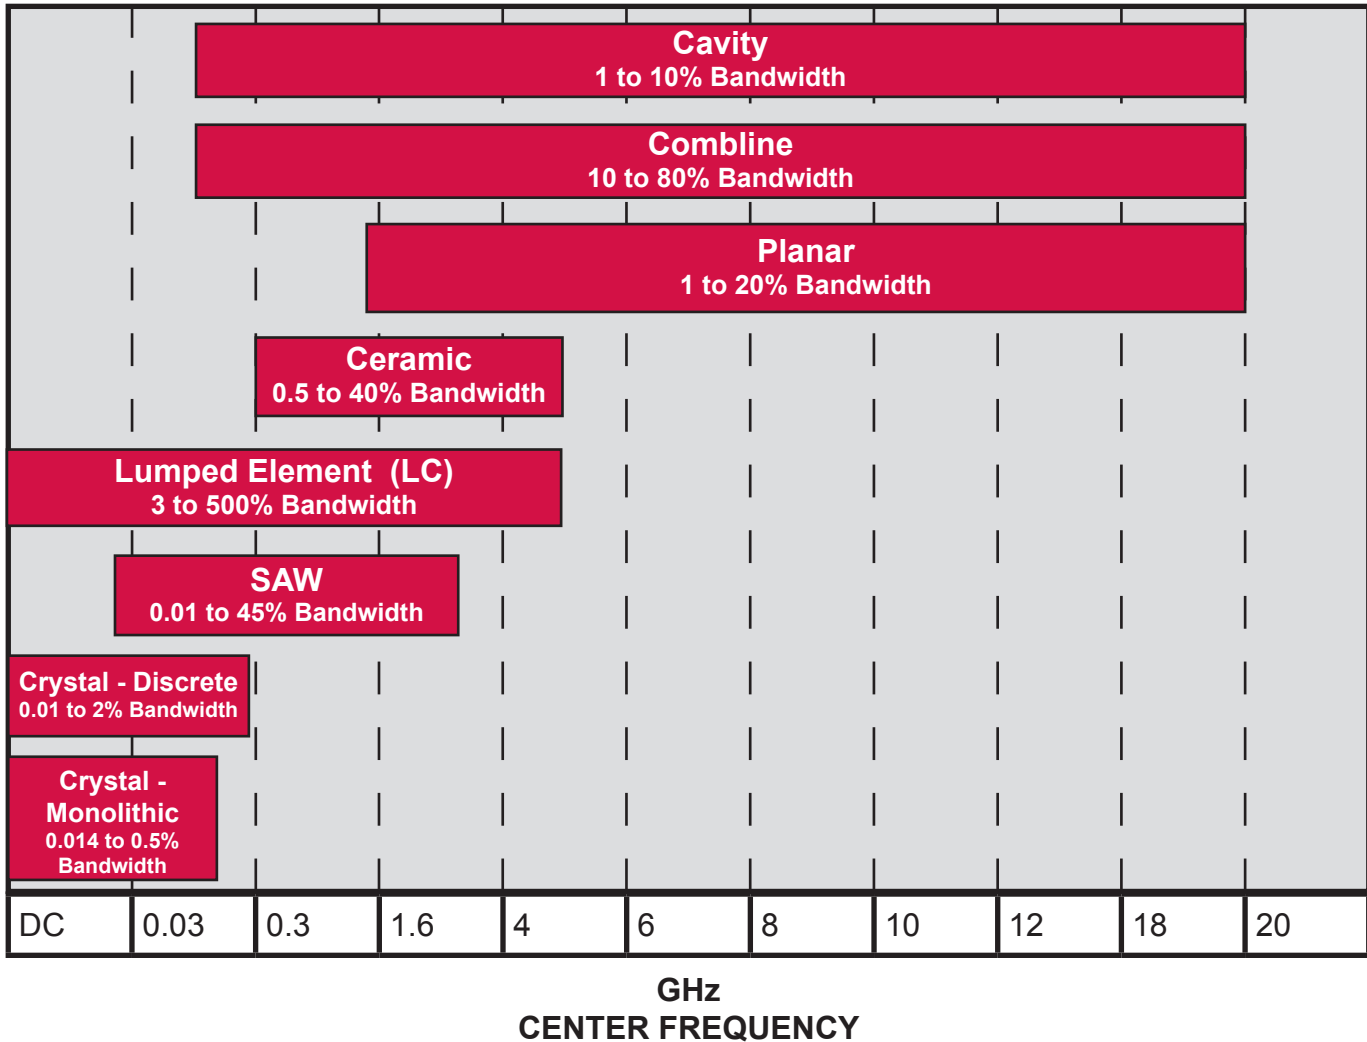 Cavity
1 to 10% Bandwidth
Combline
10 to 80% Bandwidth
Planar
1 to 20% Bandwidth
Ceramic
0.5 to 40% Bandwidth
Lumped Element (LC)
3 to 500% Bandwidth
SAW
0.01 to 45% Bandwidth
Crystal - Discrete
0.01 to 2% Bandwidth
Crystal -
Monolithic
0.014 to 0.5%
Bandwidth
DC 0.03 0.3 1.6 4 6 8 10 12 18 20
GHz
CENTER FREQUENCY